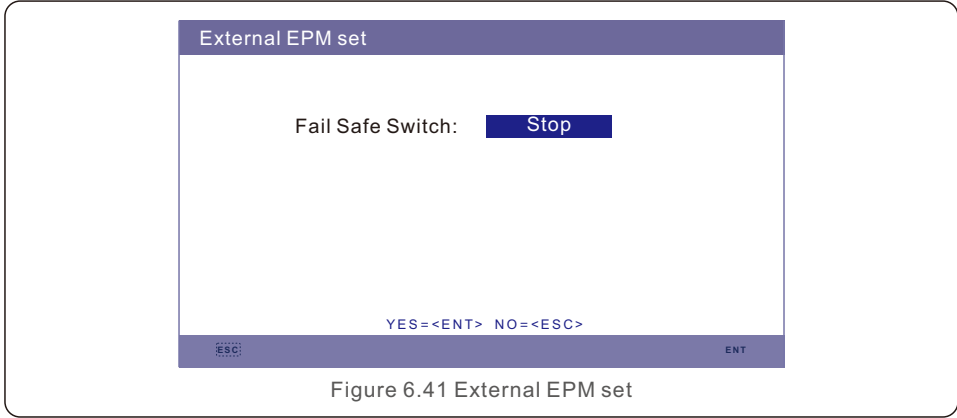 External EPM set
Fail Safe Switch: Stop
YES=<ENT> NO=<ESC>
ESC ENT
Figure 6.41 External EPM set